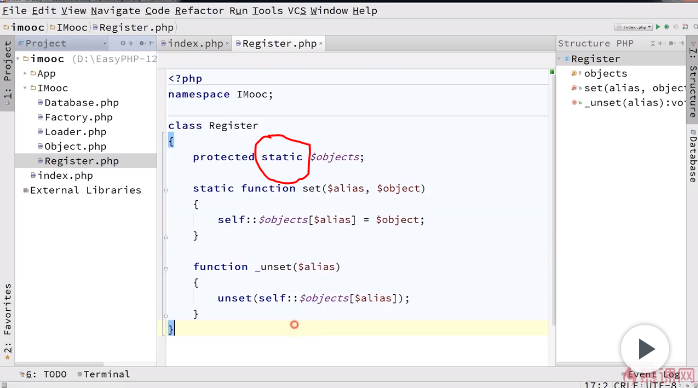 File Edit View Navigate Code Refactor Run Tools VCS Window Help
imooc IMooc Register.php
index.php
Project
index.php
Register.php
Structure PHP
1: Project
imooc (D:\EasyPHP-12
App
IMooc
Database.php
Factory.php
Loader.php
Object.php
Register.php
index.php
External Libraries
<?php
namespace IMooc;
class Register
{
protected static $objects;
static function set($alias, $object)
{
self::$objects[$alias] = $object;
}
function _unset($alias)
{
unset(self::$objects[$alias]);
}
}
Register
objects
set(alias, objec
_unset(alias):vo
7: Structure
Database
2: Favorites
6: TODO Terminal
Event Log
17:2 CRLF UTF-8